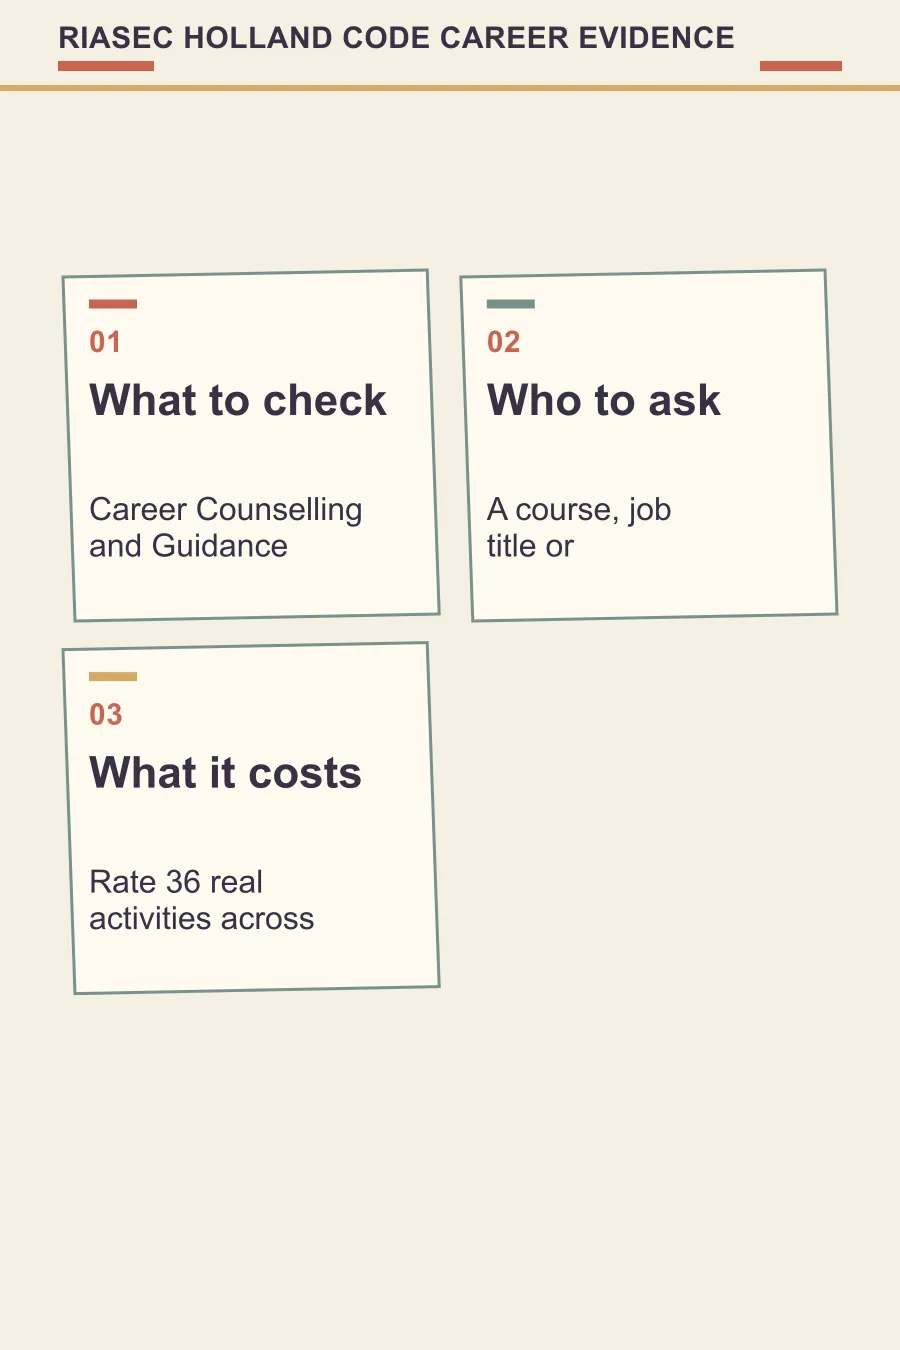 RIASEC HOLLAND CODE CAREER EVIDENCE
01
What to check
Career Counselling
and Guidance
02
Who to ask
A course, job
title or
03
What it costs
Rate 36 real
activities across